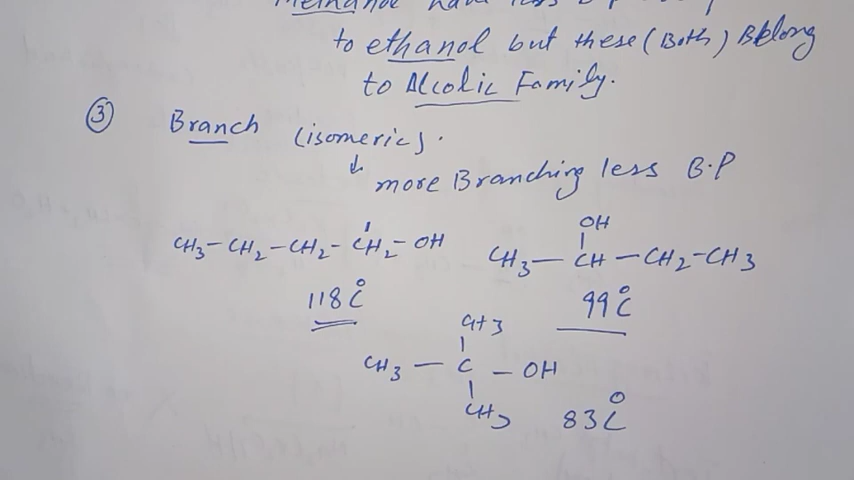 to ethanol but these (Both) Belong
to Alcolic Family.
③ Branch (isomeric).
↓ more Branching less B.P
CH3-CH2-CH2-CH2-OH
OH
CH3-CH-CH2-CH3
118°C
99°C
CH3
CH3-C-OH
CH3
83°C